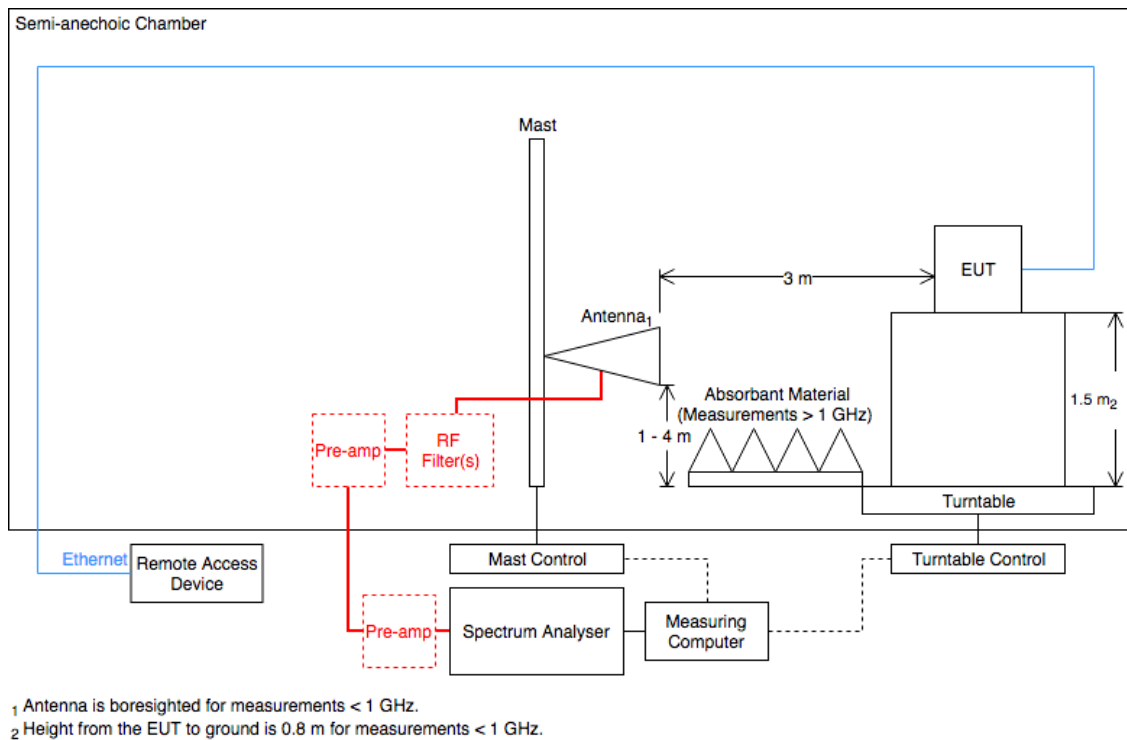 Semi-anechoic Chamber
Mast
EUT
3 m
Antenna1
Absorbant Material
(Measurements > 1 GHz)
1.5 m2
1 - 4 m
Pre-amp
RF
Filter(s)
Turntable
Ethernet
Remote Access
Device
Mast Control
Turntable Control
Pre-amp
Spectrum Analyser
Measuring
Computer
1 Antenna is boresighted for measurements < 1 GHz.
2 Height from the EUT to ground is 0.8 m for measurements < 1 GHz.